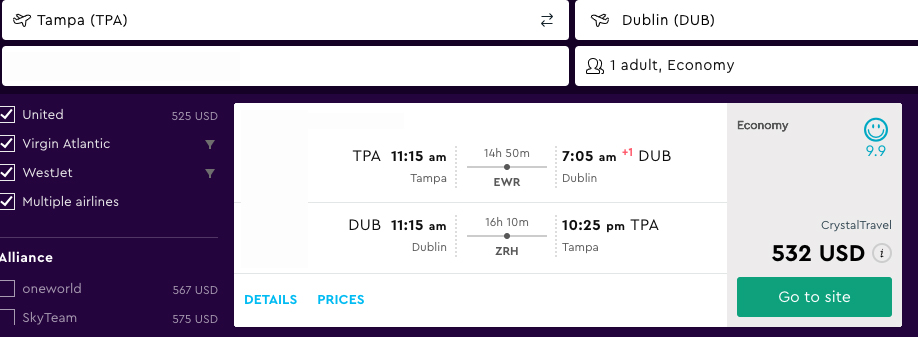 Tampa (TPA)
Dublin (DUB)
1 adult, Economy
United 525 USD
Virgin Atlantic
WestJet
Multiple airlines
Alliance
oneworld 567 USD
SkyTeam 575 USD
TPA 11:15 am 14h 50m 7:05 am +1 DUB
Tampa EWR Dublin
DUB 11:15 am 16h 10m 10:25 pm TPA
Dublin ZRH Tampa
DETAILS PRICES
Economy
9.9
CrystalTravel
532 USD i
Go to site